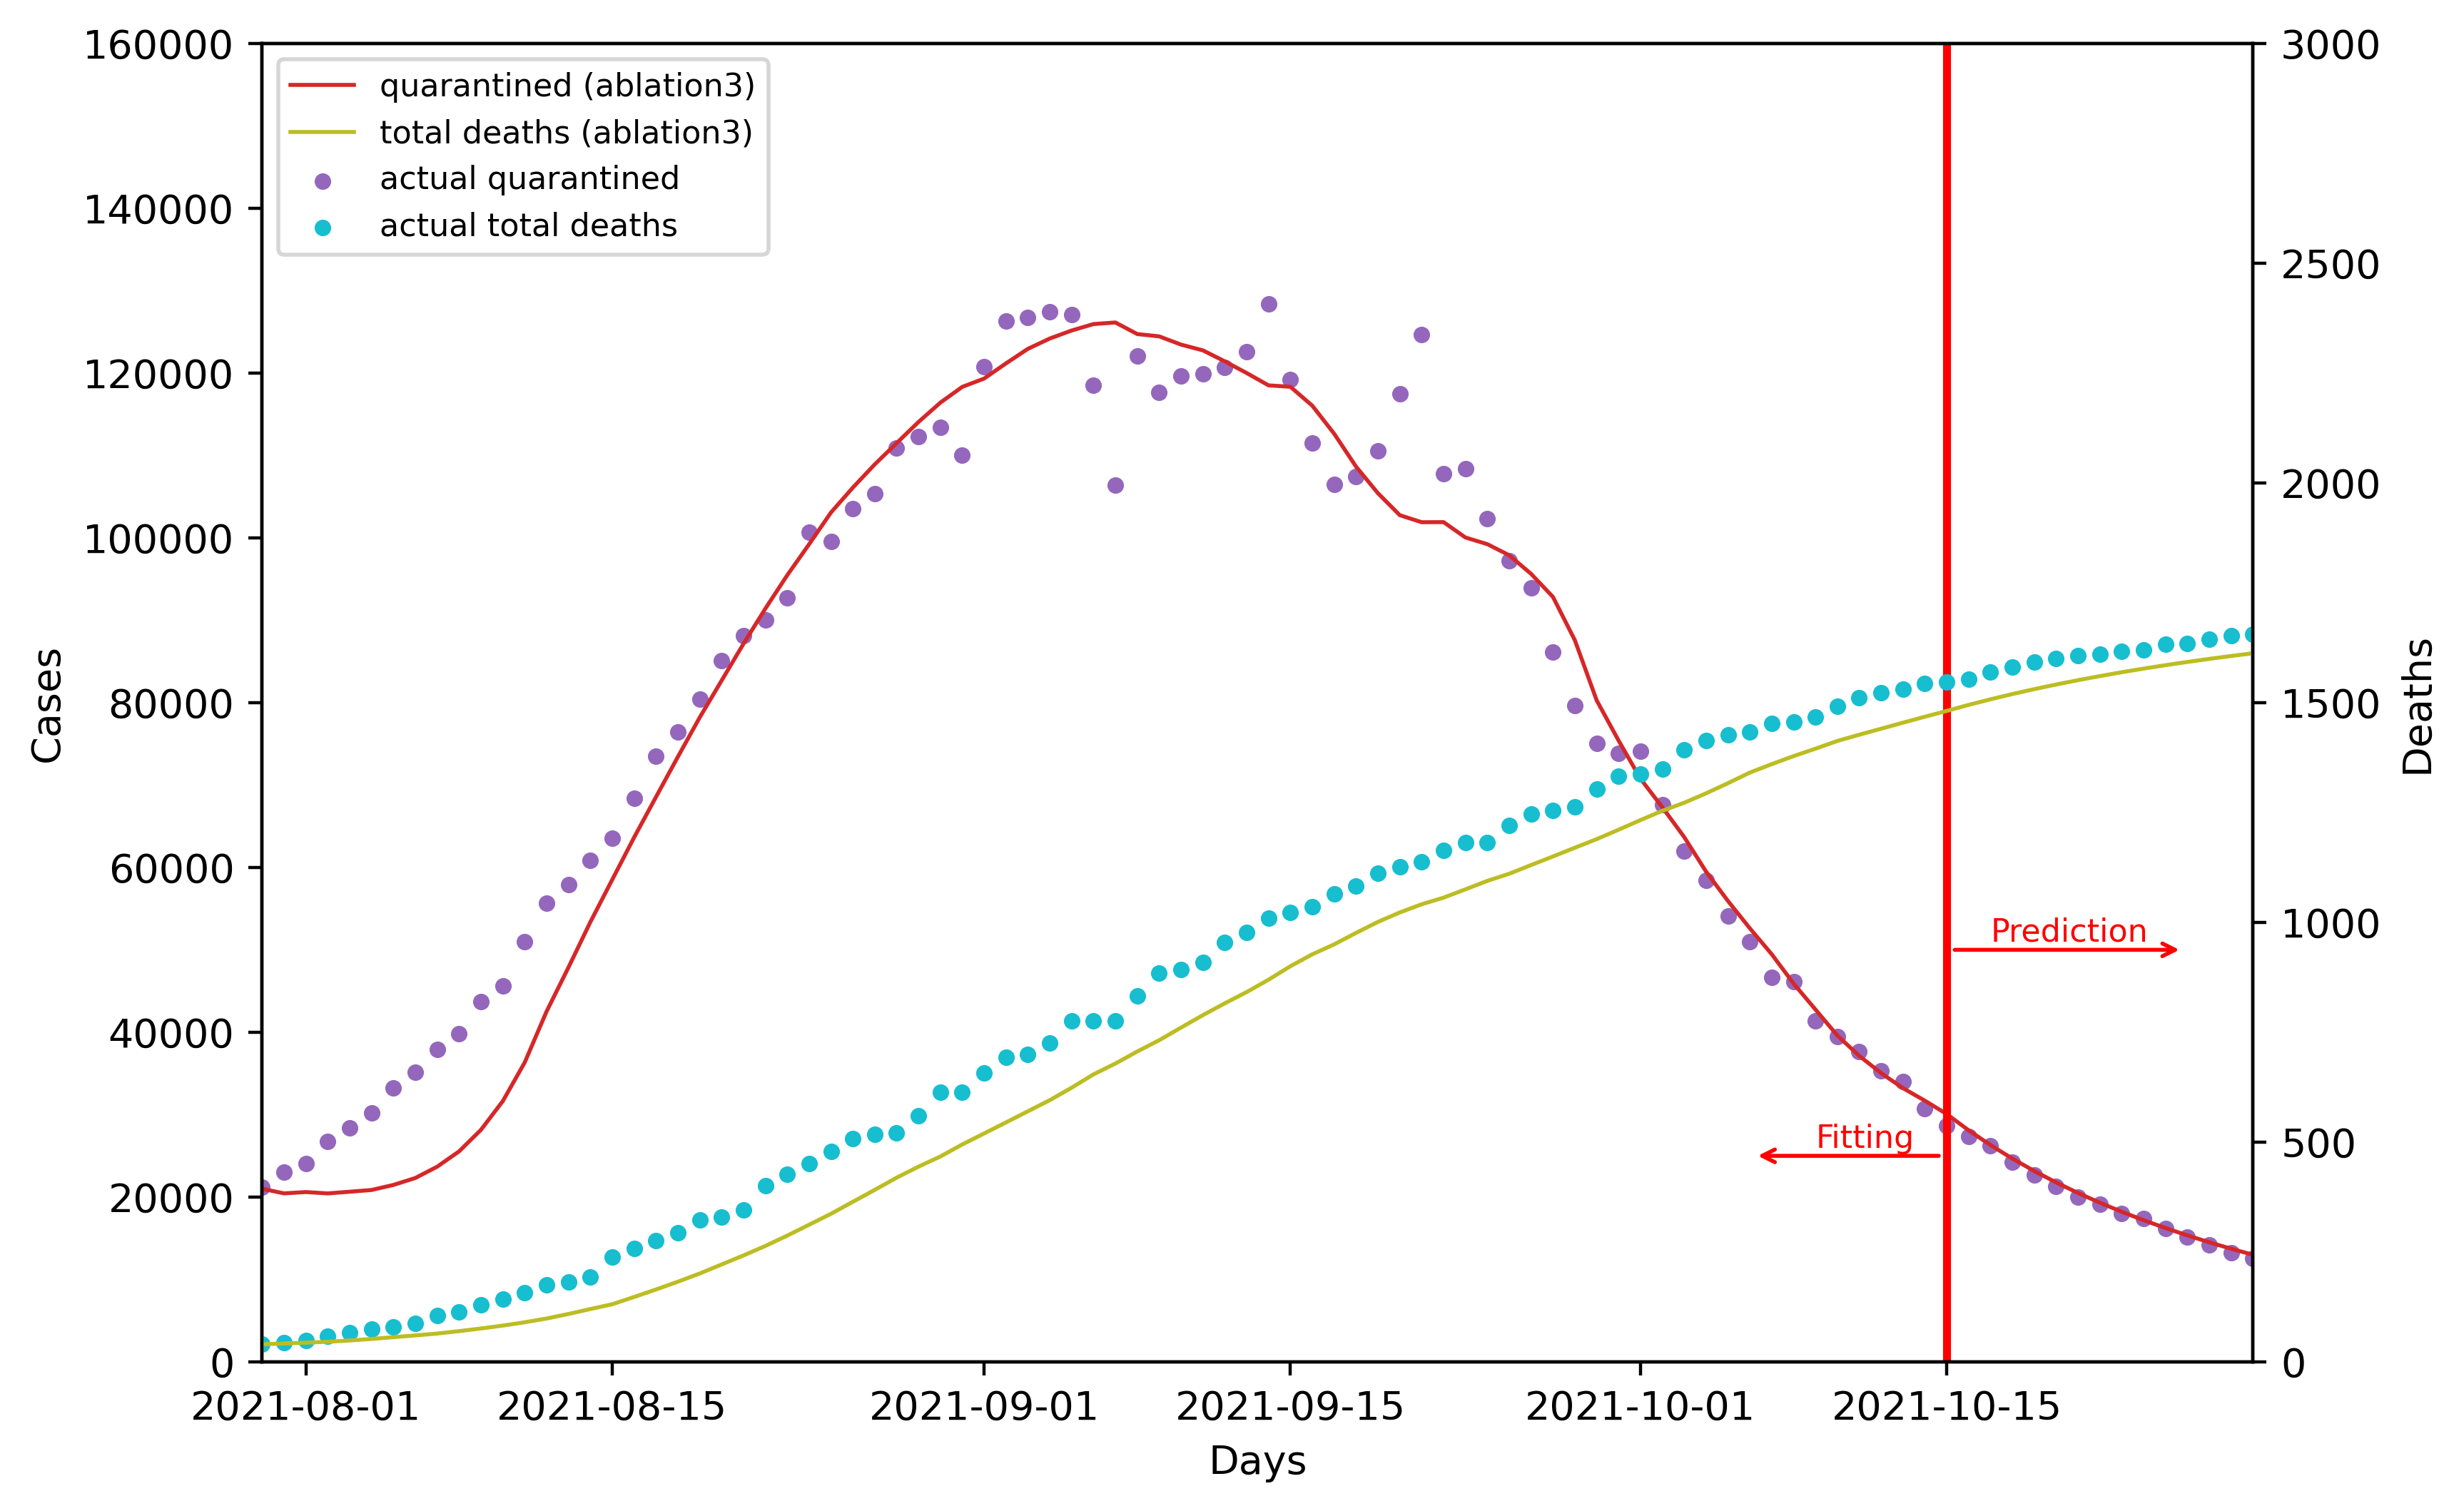 160000
140000
120000
100000
80000
60000
40000
20000
0
Cases
quarantined (ablation3)
total deaths (ablation3)
actual quarantined
actual total deaths
Prediction
Fitting
3000
2500
2000
1500
1000
500
0
Deaths
2021-08-01
2021-08-15
2021-09-01
2021-09-15
2021-10-01
2021-10-15
Days